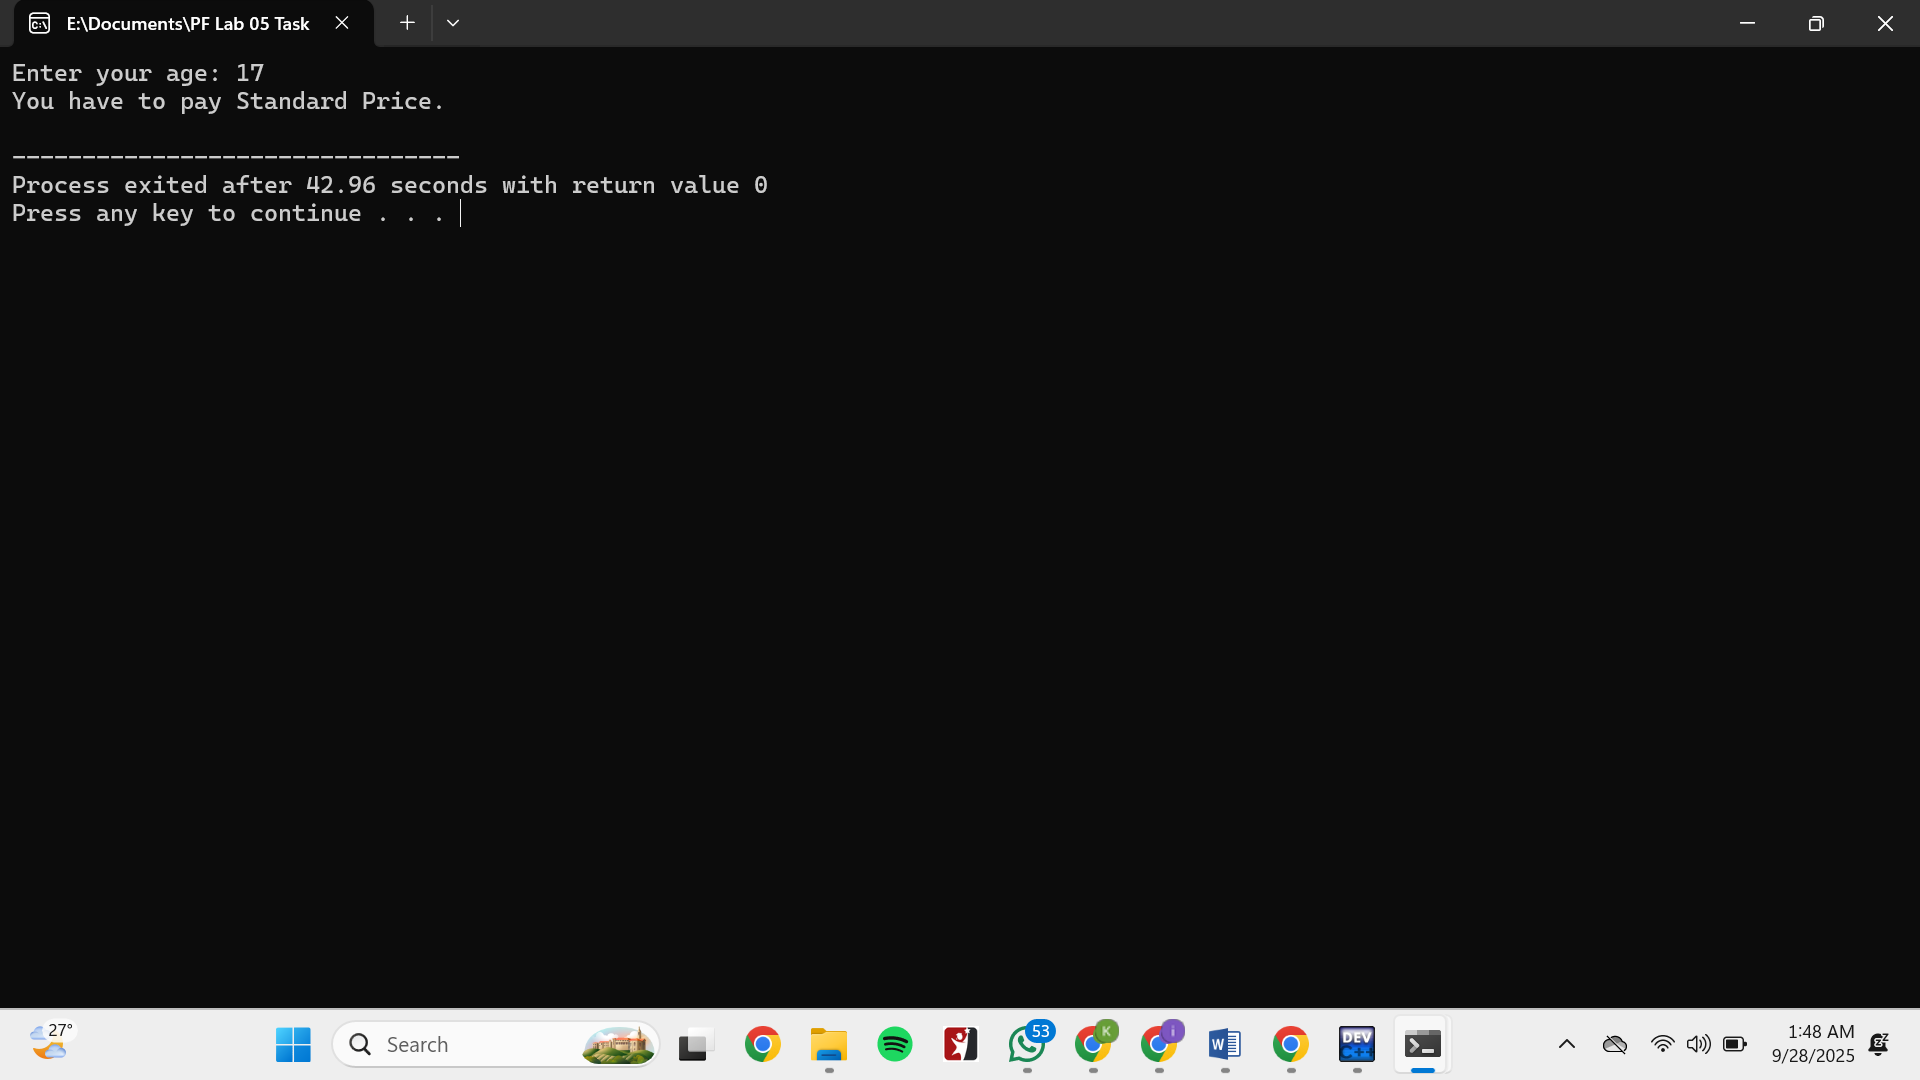 E:\Documents\PF Lab 05 Task
Enter your age: 17
You have to pay Standard Price.
--------------------------------
Process exited after 42.96 seconds with return value 0
Press any key to continue . . .
27°
Search
53
K
i
W
DEV
C++
1:48 AM
9/28/2025